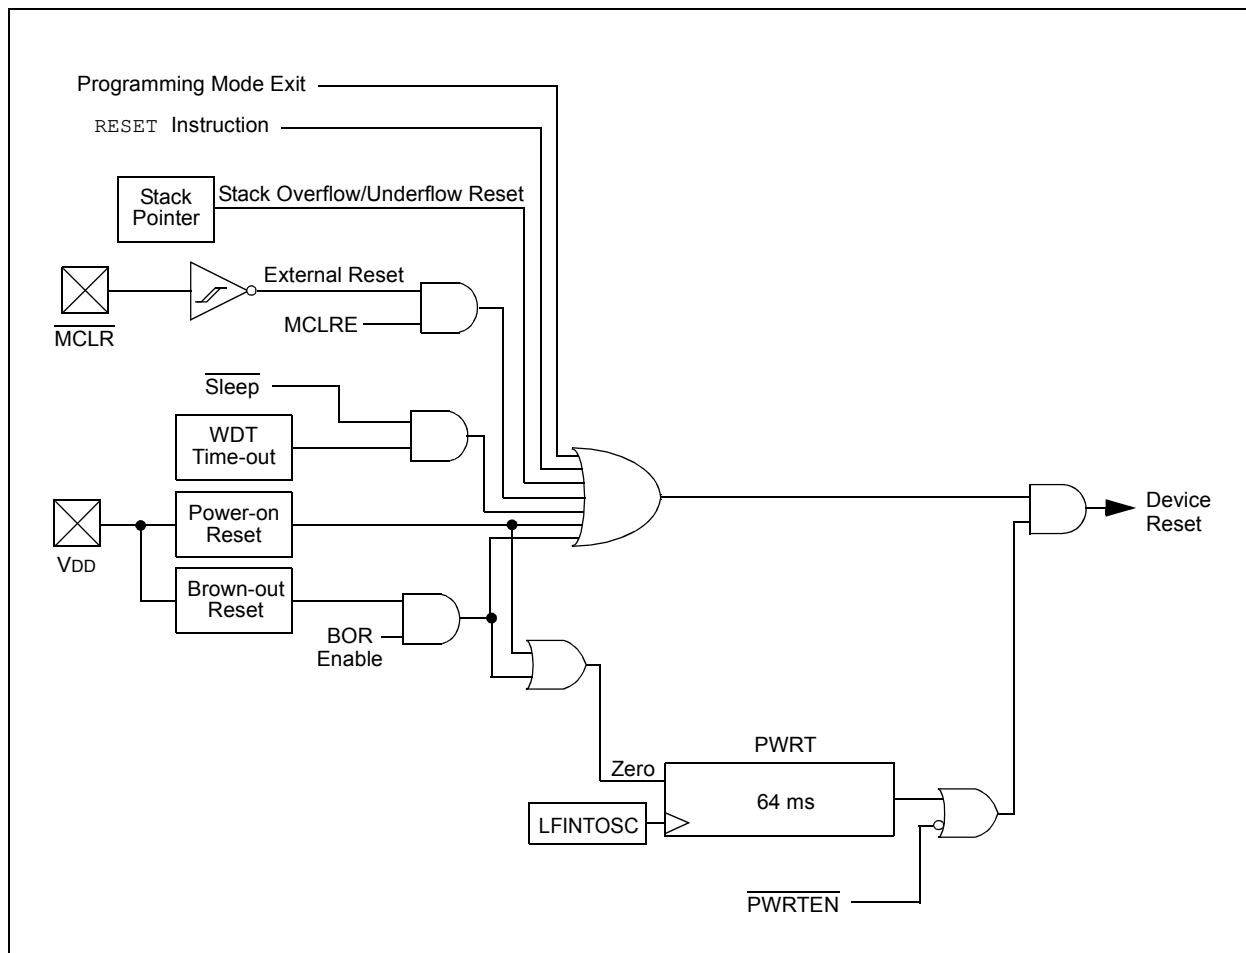 Programming Mode Exit
RESET Instruction
Stack
Pointer
Stack Overflow/Underflow Reset
External Reset
MCLR
MCLRE
Sleep
WDT
Time-out
Power-on
Reset
VDD
Brown-out
Reset
BOR
Enable
Device
Reset
PWRT
Zero
64 ms
LFINTOSC
PWRTEN